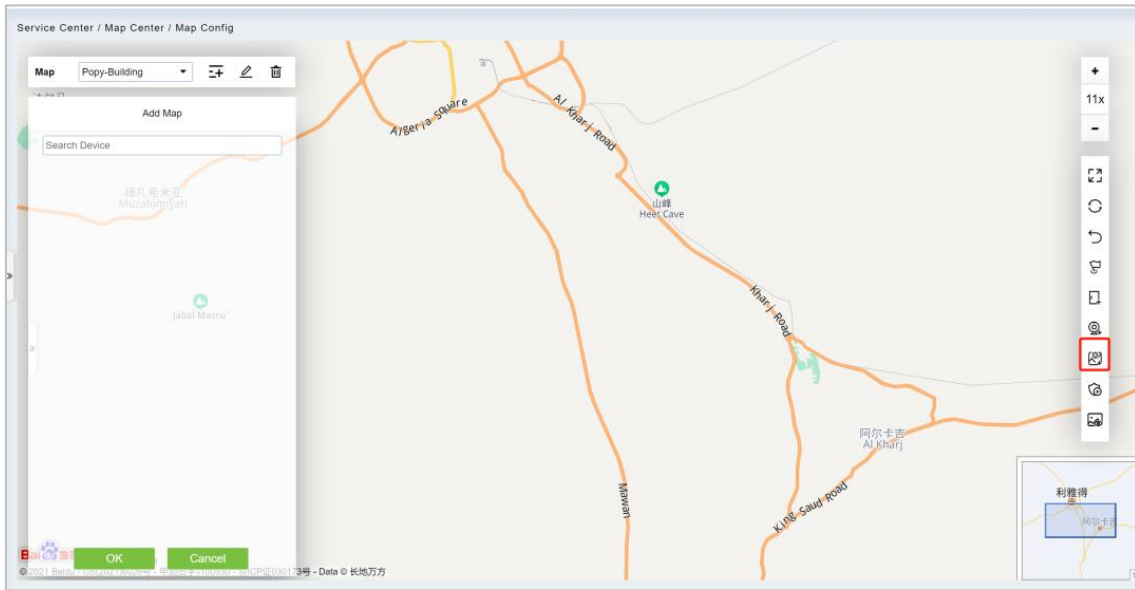 Service Center / Map Center / Map Config
Map
Popy-Building
Add Map
Search Device
+
11x
-
Algeria Square
Al Kharj Road
穆扎希米亚
Muzahimiyah
山峰
Heet Cave
Jabal Mazru
Kharj Road
阿尔卡吉
Al Kharj
Mawan
King Saud Road
利雅得
阿尔卡吉
OK
Cancel
© 2021 Baidu
- Data © 长地万方